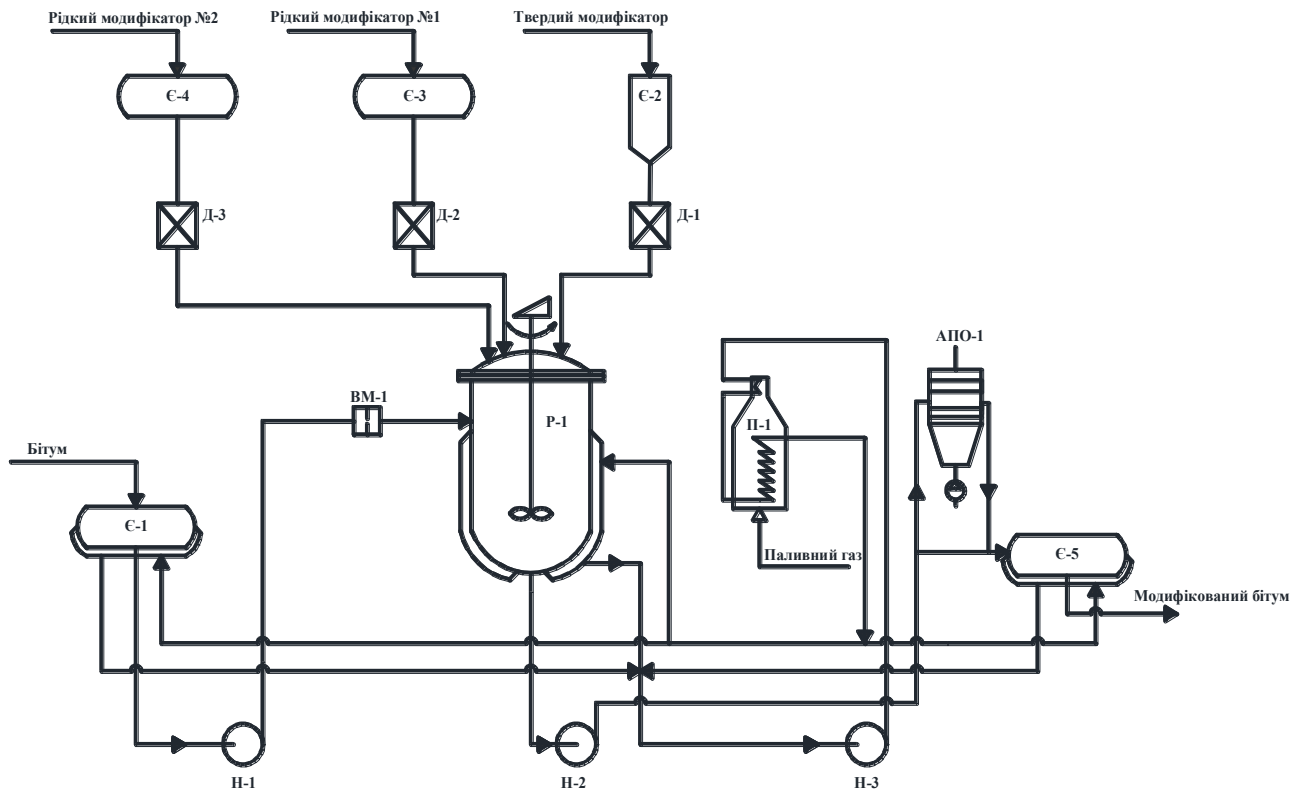 Рідкий модифікатор №2
Рідкий модифікатор №1
Твердий модифікатор
Є-4
Є-3
Є-2
Д-3
Д-2
Д-1
АПО-1
ВМ-1
Р-1
П-1
Бітум
Є-1
Паливний газ
Є-5
Модифікований бітум
Н-1
Н-2
Н-3